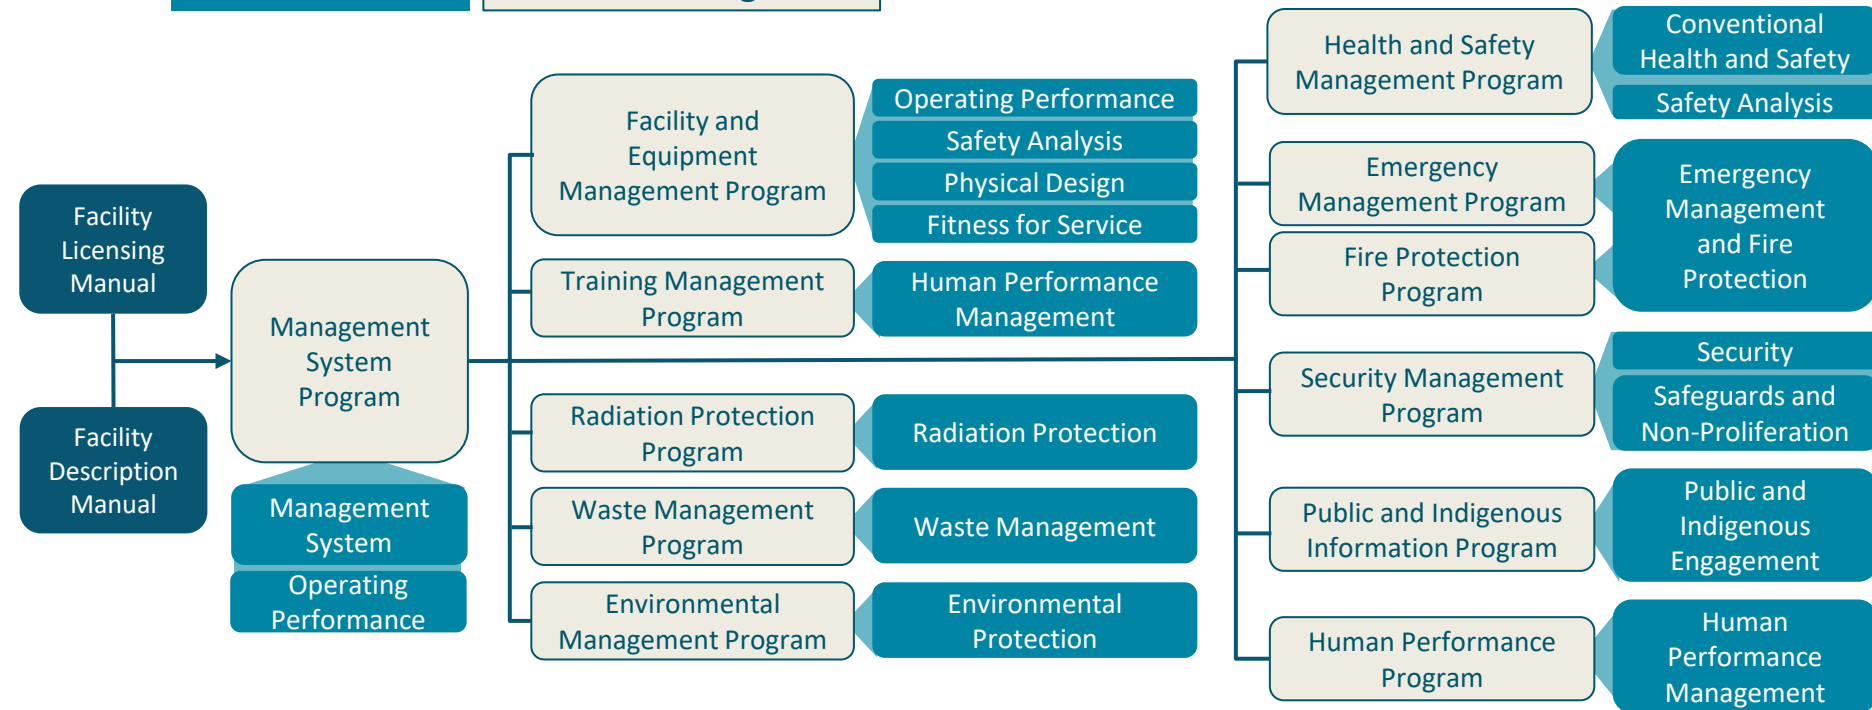 Facility
Licensing
Manual
Facility
Description
Manual
Management
System
Program
Management
System
Operating
Performance
Facility and
Equipment
Management Program
Operating Performance
Safety Analysis
Physical Design
Fitness for Service
Training Management
Program
Human Performance
Management
Radiation Protection
Program
Radiation Protection
Waste Management
Program
Waste Management
Environmental
Management Program
Environmental
Protection
Health and Safety
Management Program
Conventional
Health and Safety
Safety Analysis
Emergency
Management Program
Fire Protection
Program
Emergency
Management
and Fire
Protection
Security Management
Program
Security
Safeguards and
Non-Proliferation
Public and Indigenous
Information Program
Public and
Indigenous
Engagement
Human Performance
Program
Human
Performance
Management